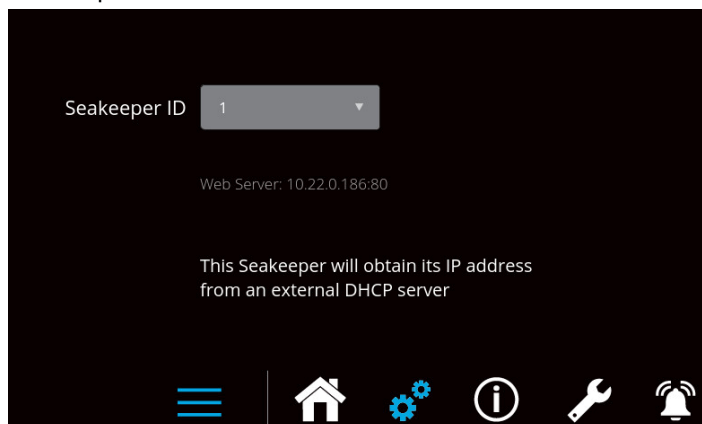 Seakeeper ID
1
Web Server: 10.22.0.186:80
This Seakeeper will obtain its IP address
from an external DHCP server